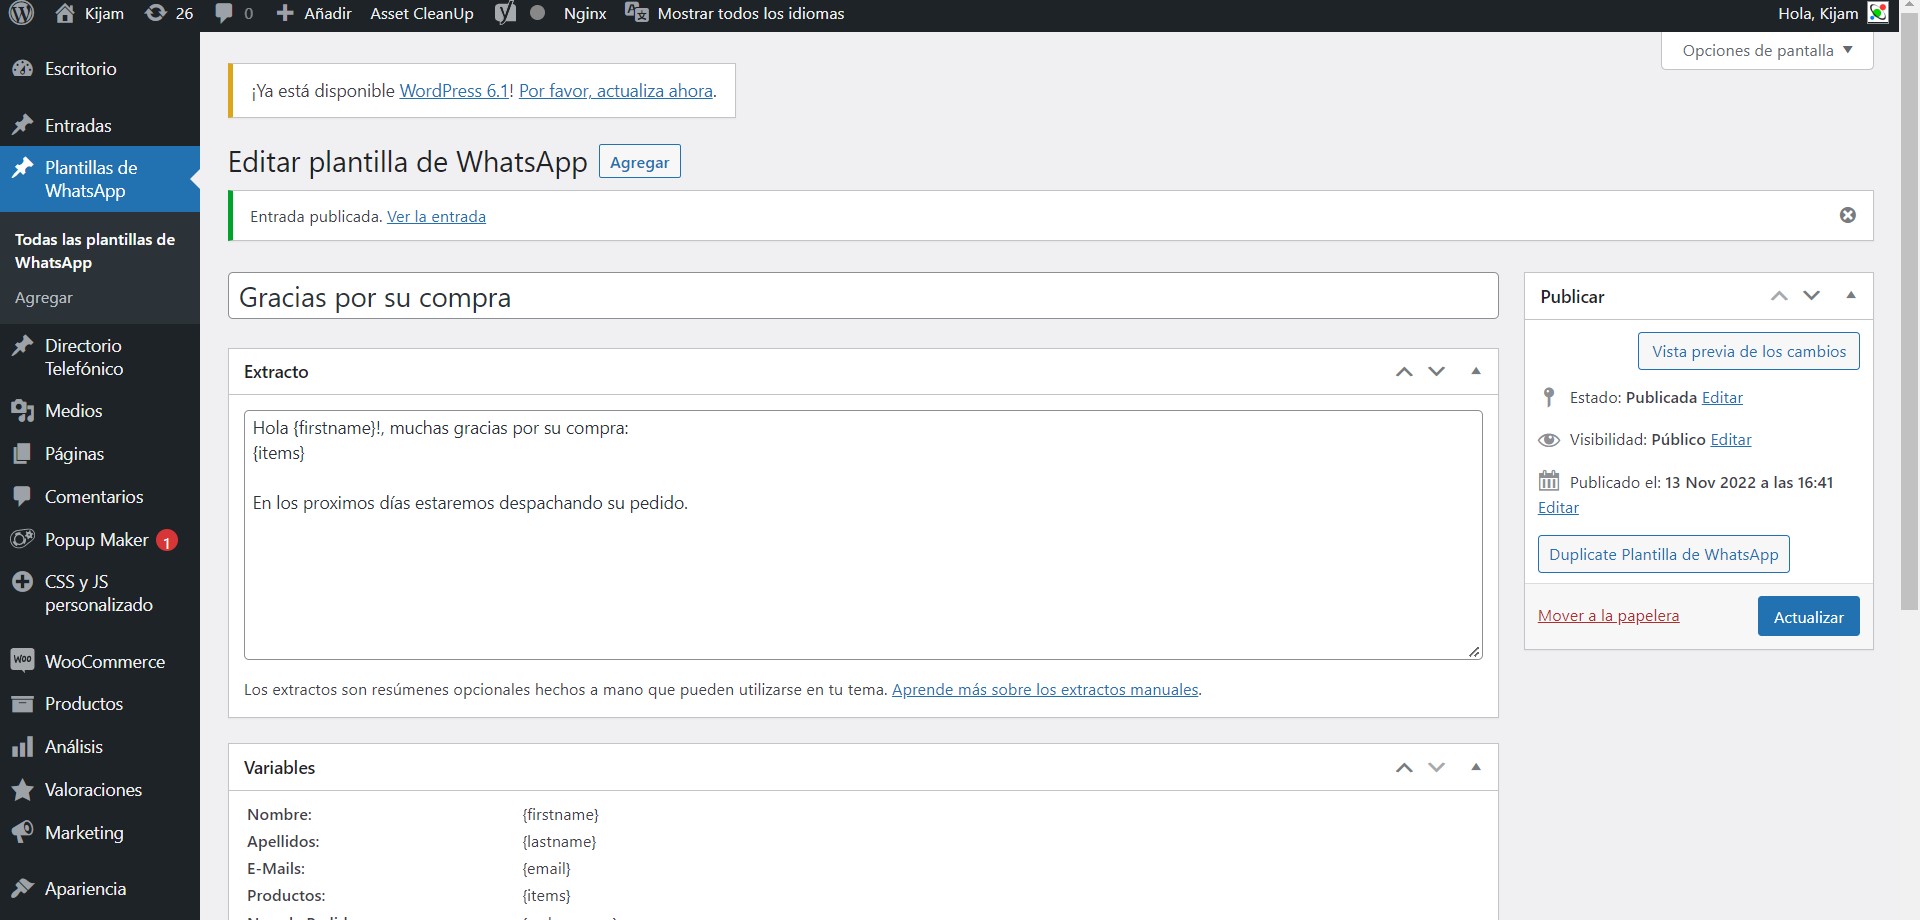 Kijam 26 0 Añadir Asset CleanUp Nginx Mostrar todos los idiomas Hola, Kijam
Opciones de pantalla
Escritorio
Entradas
Plantillas de
WhatsApp
Todas las plantillas de
WhatsApp
Agregar
Directorio
Telefónico
Medios
Páginas
Comentarios
Popup Maker 1
CSS y JS
personalizado
Woo WooCommerce
Productos
Análisis
Valoraciones
Marketing
Apariencia
¡Ya está disponible WordPress 6.1! Por favor, actualiza ahora.
Editar plantilla de WhatsApp Agregar
Entrada publicada. Ver la entrada
Gracias por su compra
Extracto
Hola {firstname}!, muchas gracias por su compra:
{items}
En los proximos días estaremos despachando su pedido.
Los extractos son resúmenes opcionales hechos a mano que pueden utilizarse en tu tema. Aprende más sobre los extractos manuales.
Variables
Nombre: {firstname}
Apellidos: {lastname}
E-Mails: {email}
Productos: {items}
Publicar
Vista previa de los cambios
Estado: Publicada Editar
Visibilidad: Público Editar
Publicado el: 13 Nov 2022 a las 16:41
Editar
Duplicate Plantilla de WhatsApp
Mover a la papelera Actualizar